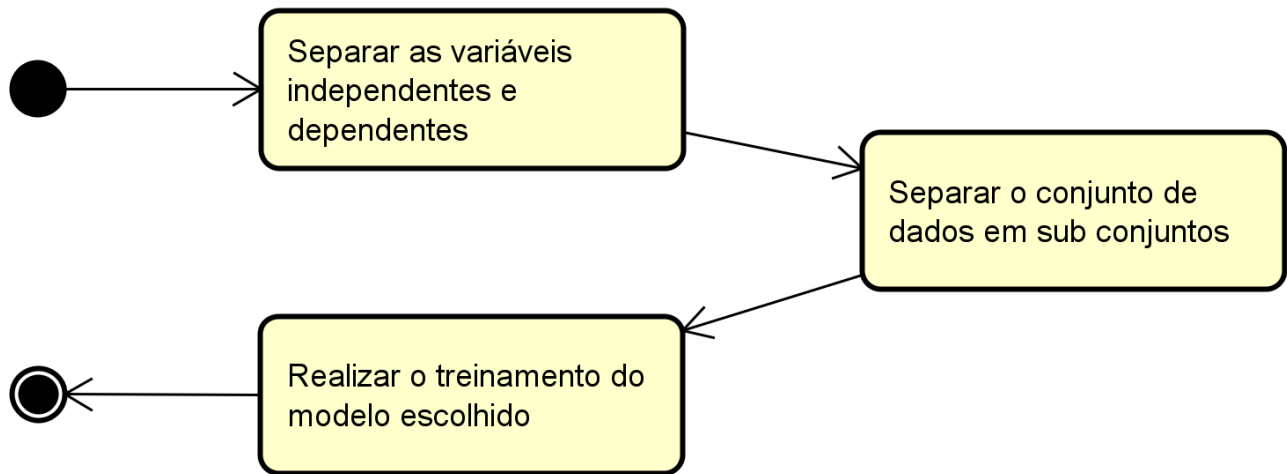 Separar as variáveis
independentes e
dependentes
Separar o conjunto de
dados em sub conjuntos
Realizar o treinamento do
modelo escolhido